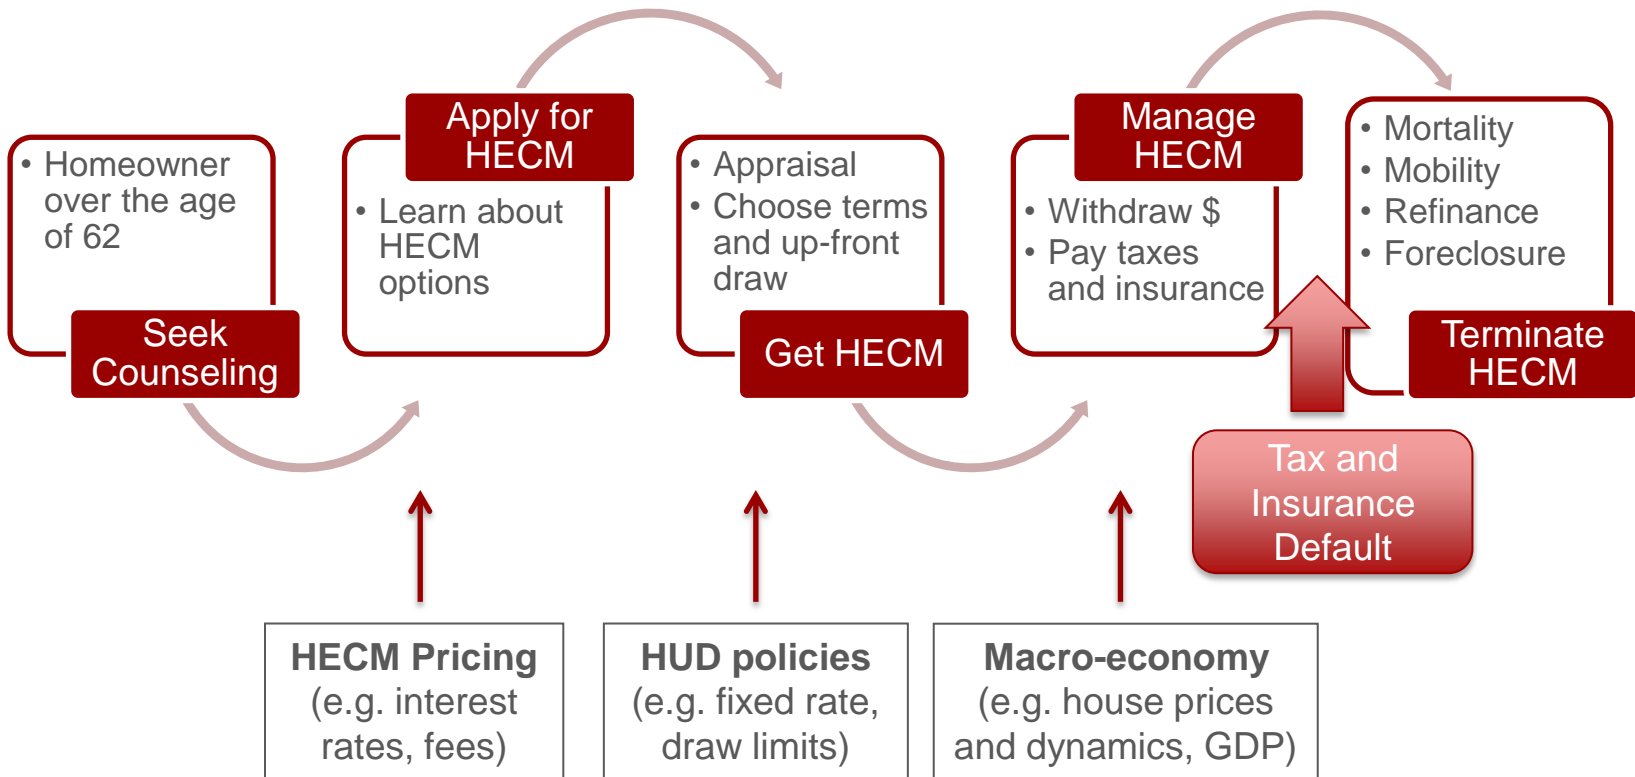 • Homeowner
over the age
of 62
Seek
Counseling
Apply for
HECM
• Learn about
HECM
options
• Appraisal
• Choose terms
and up-front
draw
Get HECM
Manage
HECM
• Withdraw $
• Pay taxes
and insurance
• Mortality
• Mobility
• Refinance
• Foreclosure
Terminate
HECM
Tax and
Insurance
Default
HECM Pricing
(e.g. interest
rates, fees)
HUD policies
(e.g. fixed rate,
draw limits)
Macro-economy
(e.g. house prices
and dynamics, GDP)